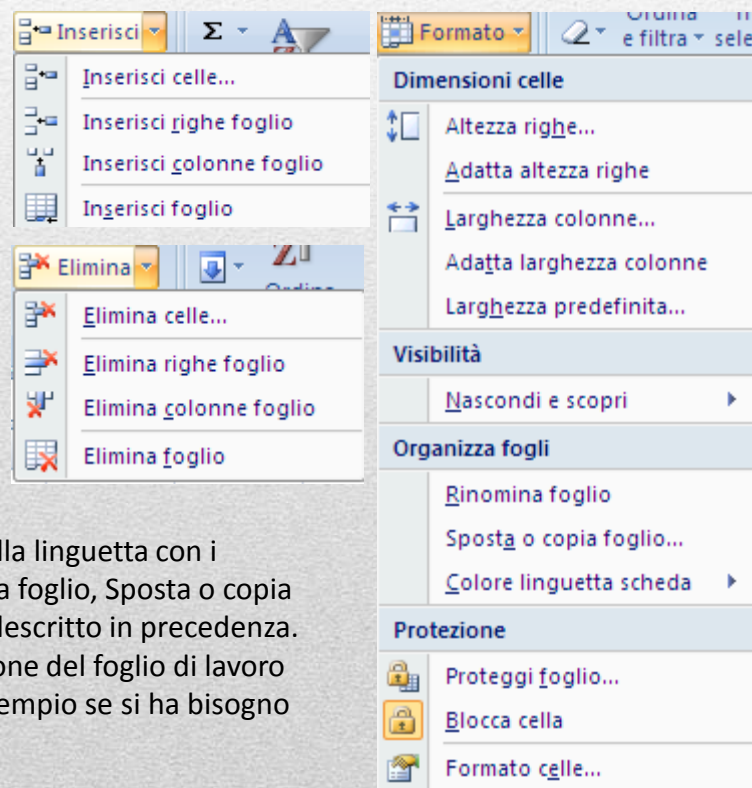 Inserisci Σ
Inserisci celle...
Inserisci righe foglio
Inserisci colonne foglio
Inserisci foglio
Elimina
Elimina celle...
Elimina righe foglio
Elimina colonne foglio
Elimina foglio
lla linguetta con i
a foglio, Sposta o copia
descritto in precedenza.
one del foglio di lavoro
empio se si ha bisogno
Formato
e filtra sele
Dimensioni celle
Altezza righe...
Adatta altezza righe
Larghezza colonne...
Adatta larghezza colonne
Larghezza predefinita...
Visibilità
Nascondi e scopri
Organizza fogli
Rinomina foglio
Sposta o copia foglio...
Colore linguetta scheda
Protezione
Proteggi foglio...
Blocca cella
Formato celle...